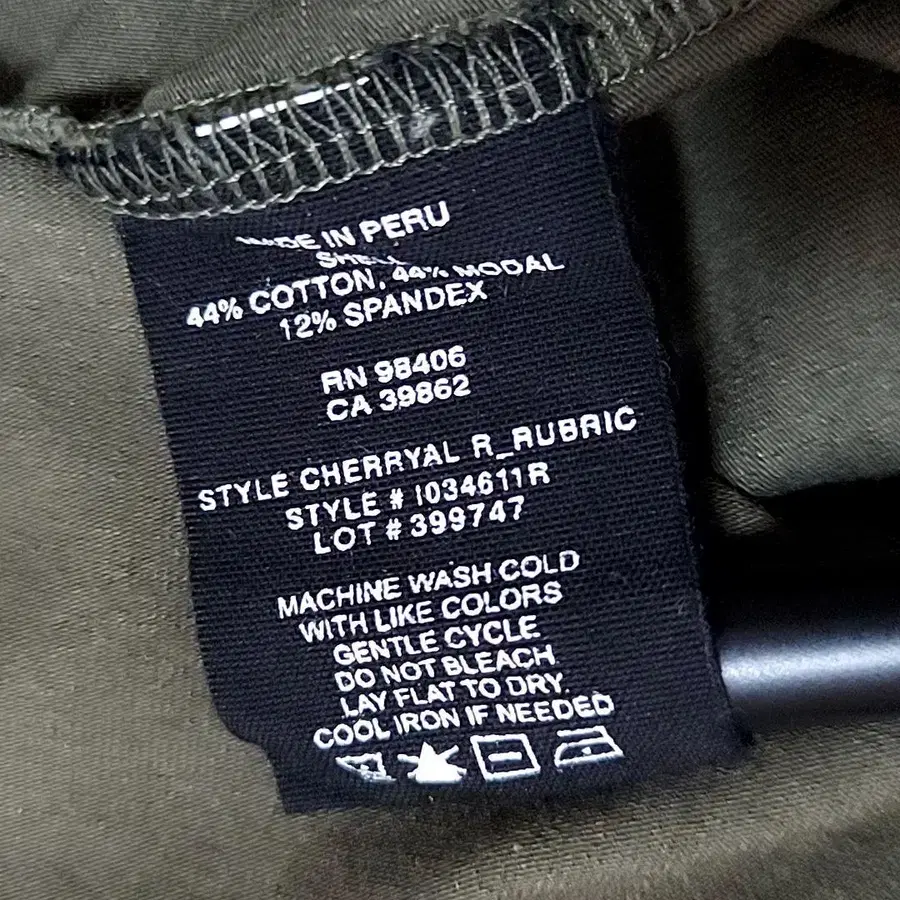 MADE IN PERU
SHELL
44% COTTON, 44% MODAL
12% SPANDEX
RN 98406
CA 39862
STYLE CHERRYAL R_RUBRIC
STYLE # I034611R
LOT # 399747
MACHINE WASH COLD
WITH LIKE COLORS
GENTLE CYCLE
DO NOT BLEACH
LAY FLAT TO DRY.
COOL IRON IF NEEDED